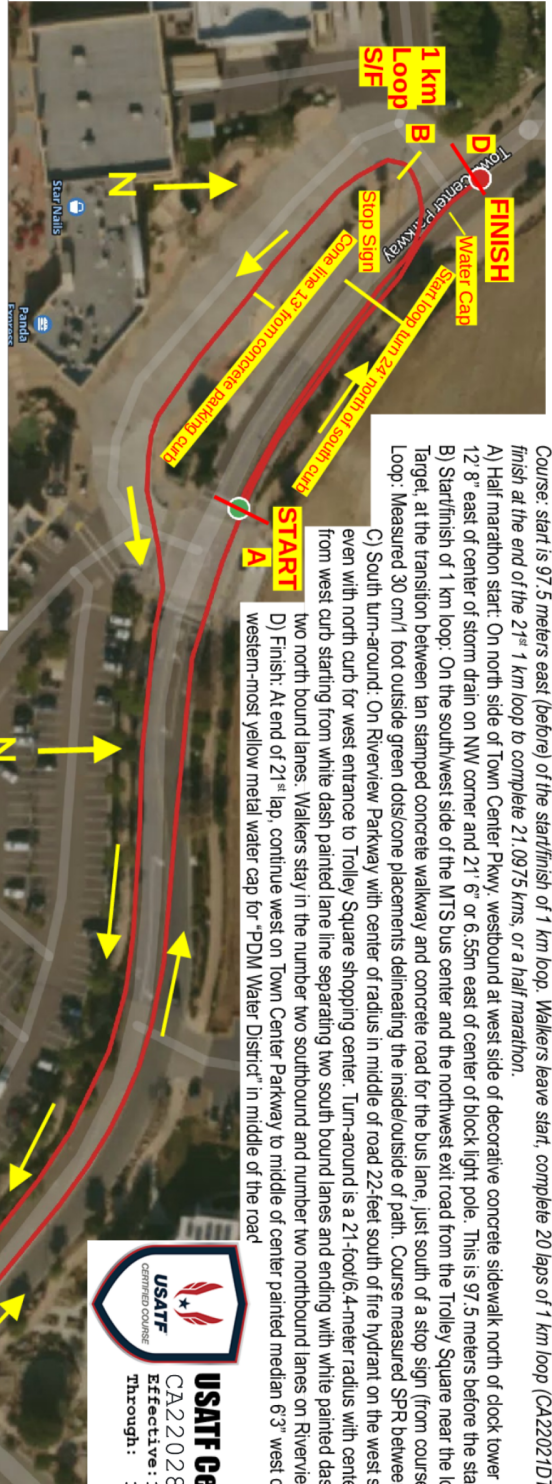 Course: start is 97.5 meters east (before) of the start/finish of 1 km loop. Walkers leave start, complete 20 laps of 1 km loop
finish at the end of the 21st 1 km loop to complete 21.0975 kms, or a half marathon.
A) Half marathon start: On north side of Town Center Pkwy, westbound at west side of decorative concrete sidewalk north of clock tower
12' 8" east of center of storm drain on NW corner and 21' 6" or 6.55m east of center of block light pole. This is 97.5 meters before the
B) Start/finish of 1 km loop: On the south/west side of the MTS bus center and the northwest exit road from the Trolley Square near the
Target, at the transition between tan stamped concrete walkway and concrete road for the bus lane, just south of a stop sign (from course
Loop: Measured 30 cm/1 foot outside green dots/cone placements delineating the inside/outside of path. Course measured SPR between
C) South turn-around: On Riverview Parkway with center of radius in middle of road 22-feet south of fire hydrant on the west
even with north curb for west entrance to Trolley Square shopping center. Turn-around is a 21-foot/6.4-meter radius with
from west curb starting from white dash painted lane line separating two south bound lanes and ending with white painted
two north bound lanes. Walkers stay in the number two southbound and number two northbound lanes on
D) Finish: At end of 21st lap, continue west on Town Center Parkway to middle of center painted median 6'3" west
western-most yellow metal water cap for "PDM Water District" in middle of the road
1 km
Loop
S/F
B
D
FINISH
Town Center Parkway
Water Cap
Stop Sign
Start loop turn 24' north of south curb
Cone line 13' from concrete parking curb
N
START
A
Star Nails
Panda
Express
N
USATF
CERTIFIED COURSE
USATF
CA22028
Effective:
Through: